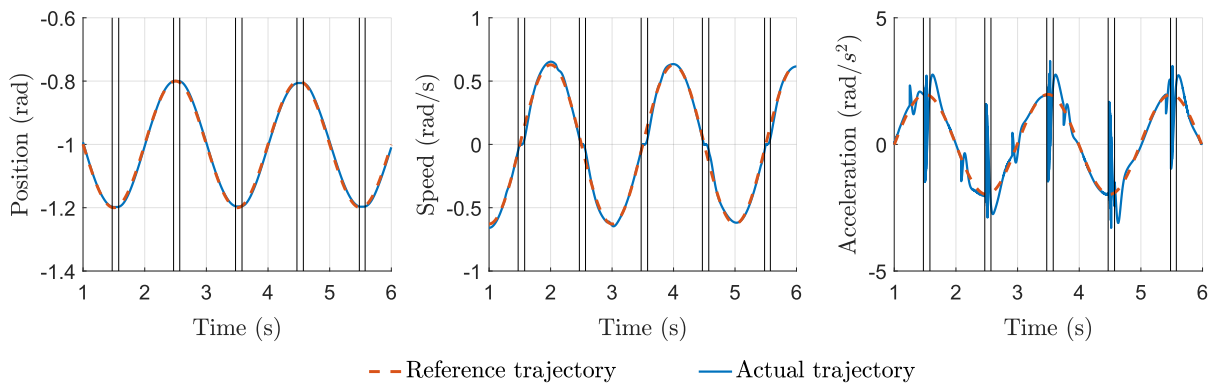 Position (rad)
-0.6
-0.8
-1
-1.2
-1.4
1 2 3 4 5 6
Time (s)
Speed (rad/s)
1
0.5
0
-0.5
-1
1 2 3 4 5 6
Time (s)
Acceleration (rad/s²)
5
0
-5
1 2 3 4 5 6
Time (s)
Reference trajectory
Actual trajectory